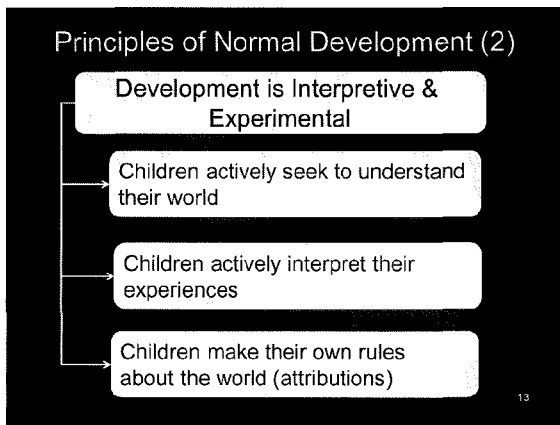 Principles of Normal Development (2)
Development is Interpretive &
Experimental
Children actively seek to understand
their world
Children actively interpret their
experiences
Children make their own rules
about the world (attributions)
13